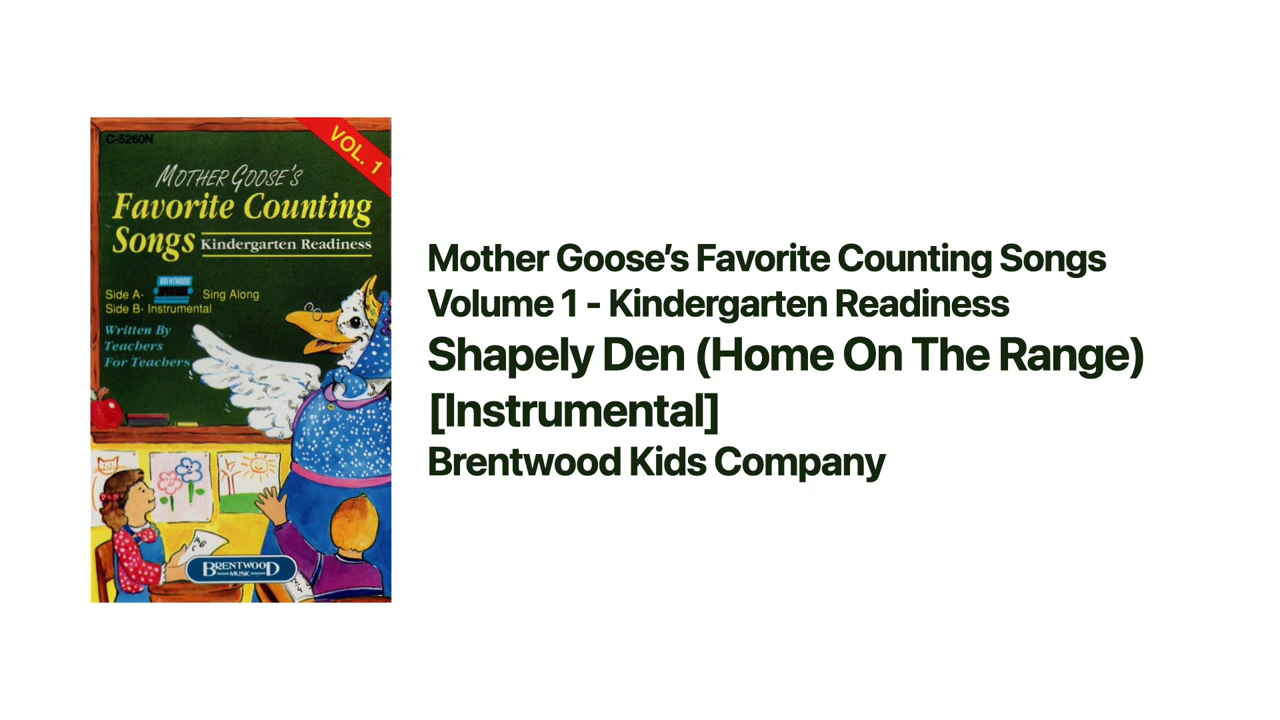 C-5260N
VOL. 1
MOTHER GOOSE'S
Favorite Counting
Songs Kindergarten Readiness
BRENTWOOD
Side A- Sing Along
Side B- Instrumental
Written By
Teachers
For Teachers
BRENTWOOD
MUSIC
Mother Goose’s Favorite Counting Songs
Volume 1 - Kindergarten Readiness
Shapely Den (Home On The Range)
[Instrumental]
Brentwood Kids Company